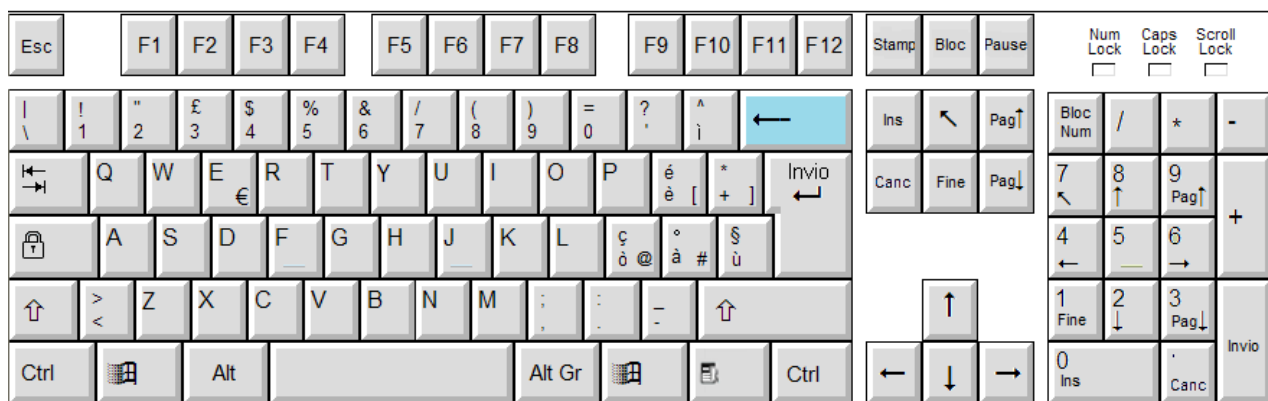 Esc F1 F2 F3 F4 F5 F6 F7 F8 F9 F10 F11 F12 Stamp Bloc Pause
Num Lock Caps Lock Scroll Lock
| ! " £ $ % & / ( ) = ? ^
\ 1 2 3 4 5 6 7 8 9 0 ' ì ←
Ins ↖ Pag↑
Bloc Num / * -
Q W E € R T Y U I O P é è [ * + ] Invio
Canc Fine Pag↓
7 ↖ 8 ↑ 9 Pag↑ +
A S D F G H J K L ç ò @ ° à # § ù
4 ← 5 6 →
⇧ > < Z X C V B N M ; , : . _ - ⇧
↑
1 Fine 2 ↓ 3 Pag↓ Invio
Ctrl Alt Alt Gr Ctrl
← ↓ →
0 Ins . Canc